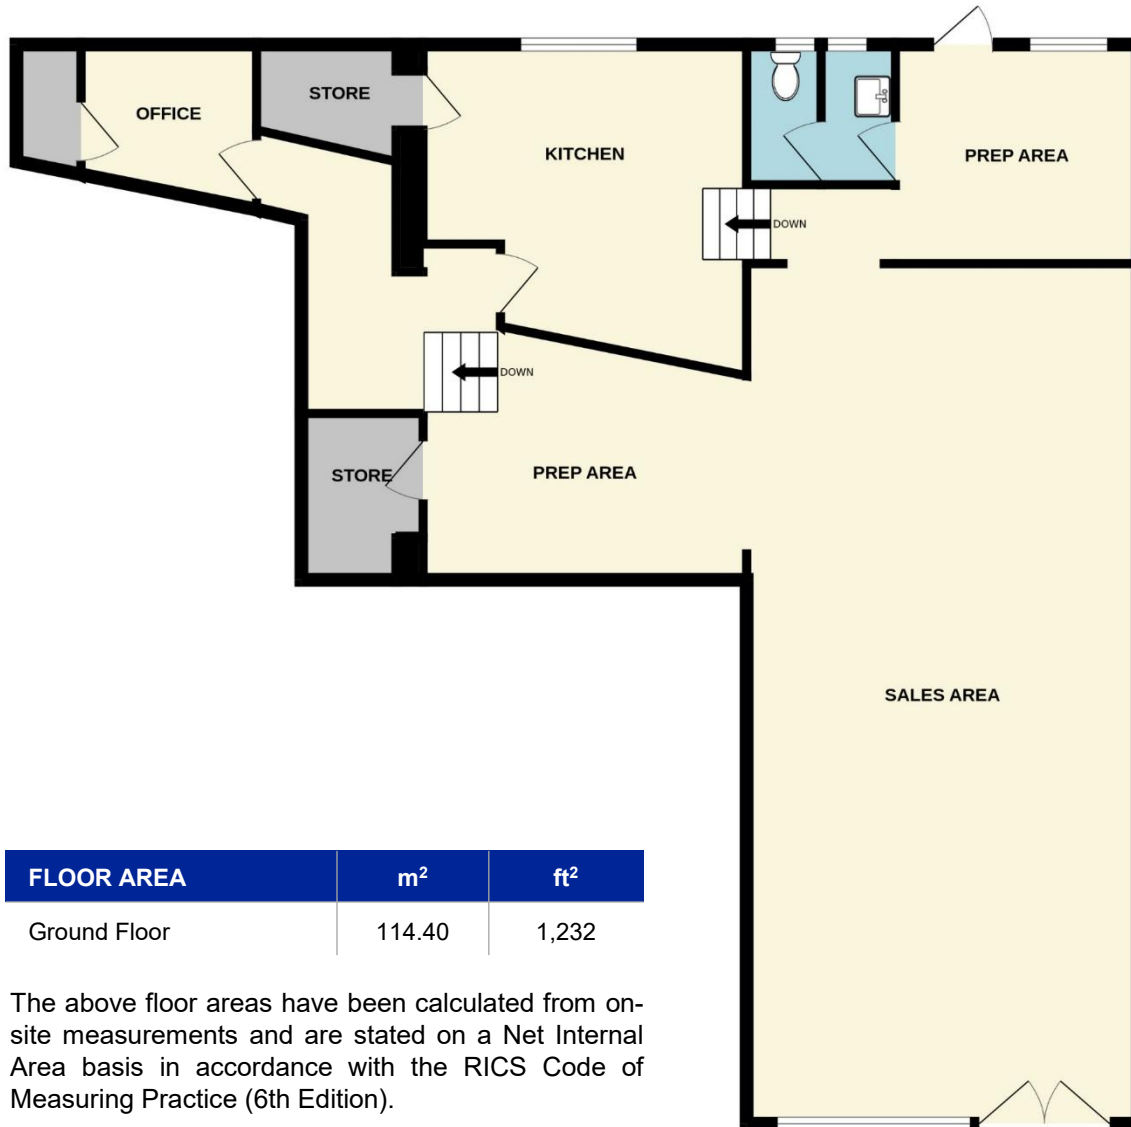 OFFICE
STORE
KITCHEN
PREP AREA
DOWN
DOWN
STORE
PREP AREA
SALES AREA
FLOOR AREA m² ft²
Ground Floor 114.40 1,232
The above floor areas have been calculated from on-
site measurements and are stated on a Net Internal
Area basis in accordance with the RICS Code of
Measuring Practice (6th Edition).